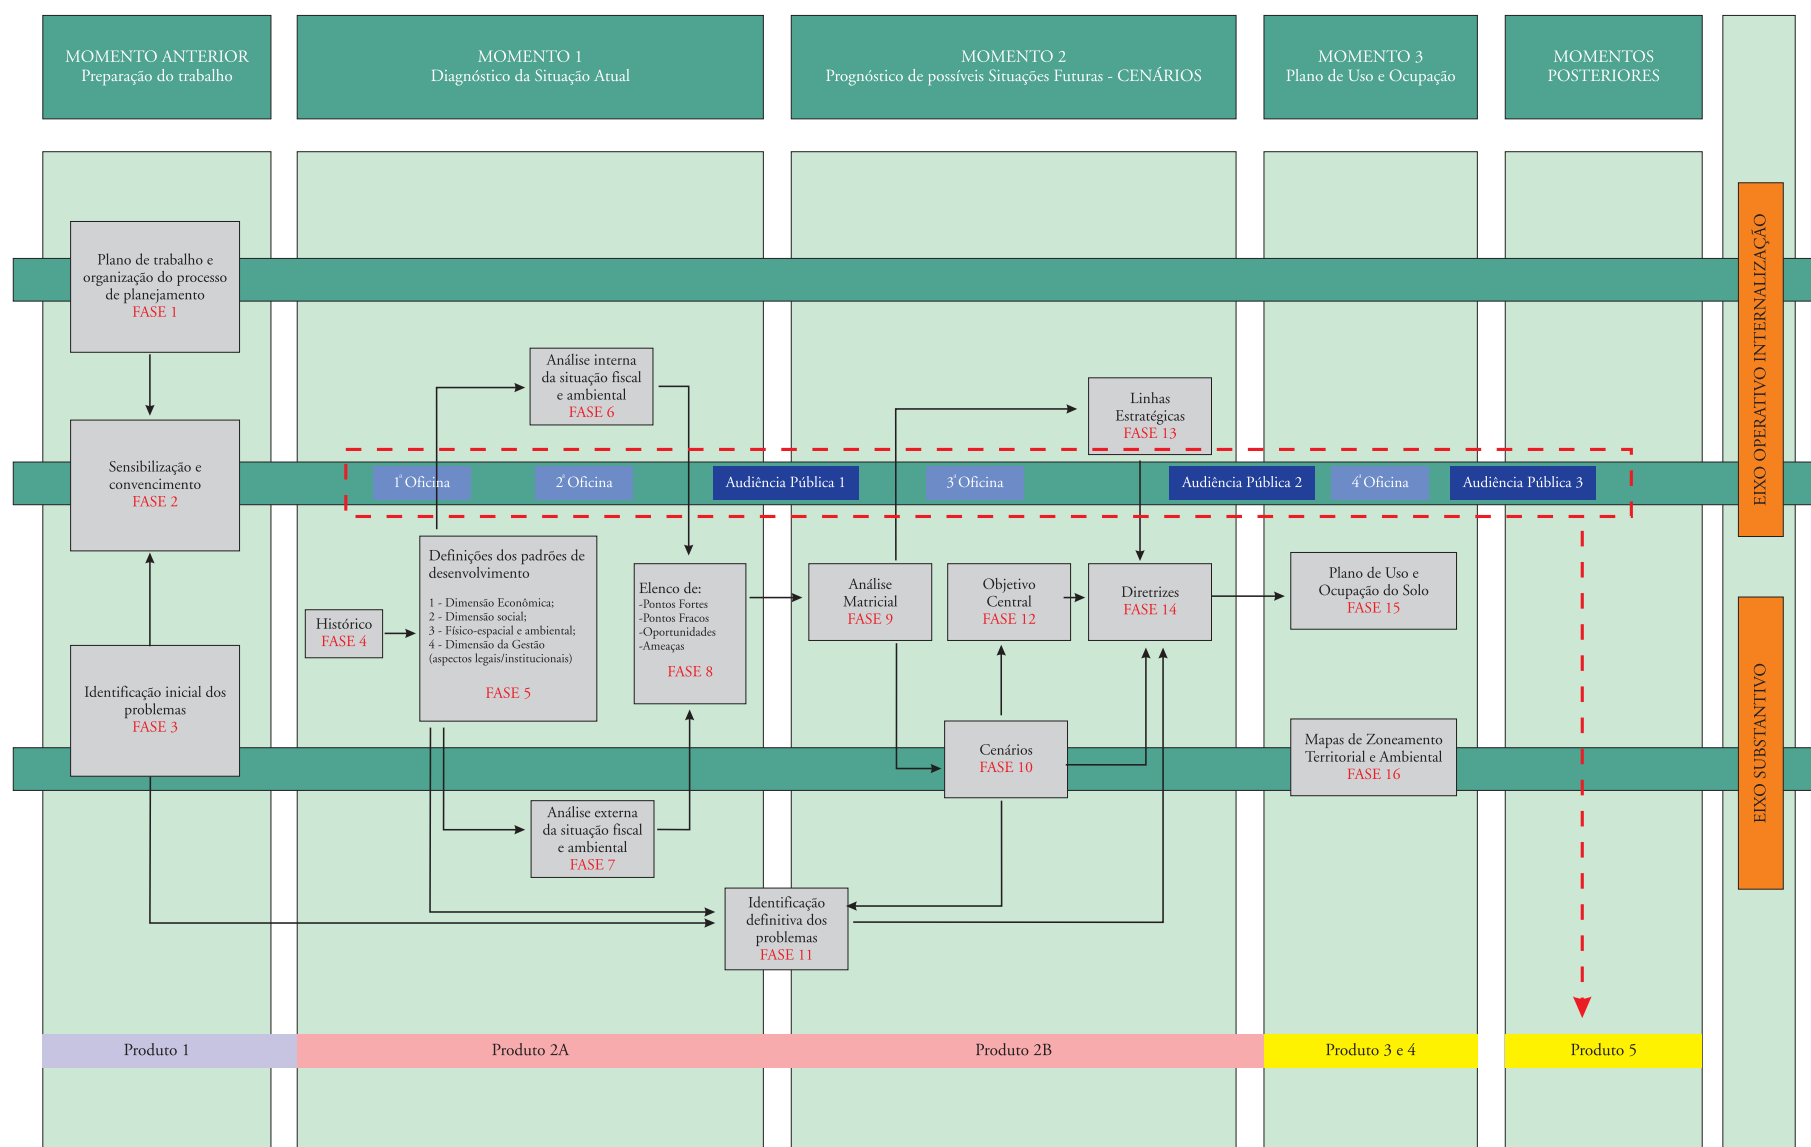 MOMENTO ANTERIOR
Preparação do trabalho
MOMENTO 1
Diagnóstico da Situação Atual
MOMENTO 2
Prognóstico de possíveis Situações Futuras - CENÁRIOS
MOMENTO 3
Plano de Uso e Ocupação
MOMENTOS
POSTERIORES
EIXO OPERATIVO INTERNALIZAÇÃO
EIXO SUBSTANTIVO
Plano de trabalho e
organização do processo
de planejamento
FASE 1
Sensibilização e
convencimento
FASE 2
Identificação inicial dos
problemas
FASE 3
Análise interna
da situação fiscal
e ambiental
FASE 6
Linhas
Estratégicas
FASE 13
1ª Oficina
2ª Oficina
Audiência Pública 1
3ª Oficina
Audiência Pública 2
4ª Oficina
Audiência Pública 3
Histórico
FASE 4
Definições dos padrões de
desenvolvimento
1 - Dimensão Econômica;
2 - Dimensão social;
3 - Físico-espacial e ambiental;
4 - Dimensão da Gestão
(aspectos legais/institucionais)
FASE 5
Elenco de:
-Pontos Fortes
-Pontos Fracos
-Oportunidades
-Ameaças
FASE 8
Análise
Matricial
FASE 9
Objetivo
Central
FASE 12
Diretrizes
FASE 14
Plano de Uso e
Ocupação do Solo
FASE 15
Cenários
FASE 10
Mapas de Zoneamento
Territorial e Ambiental
FASE 16
Análise externa
da situação fiscal
e ambiental
FASE 7
Identificação
definitiva dos
problemas
FASE 11
Produto 1
Produto 2A
Produto 2B
Produto 3 e 4
Produto 5